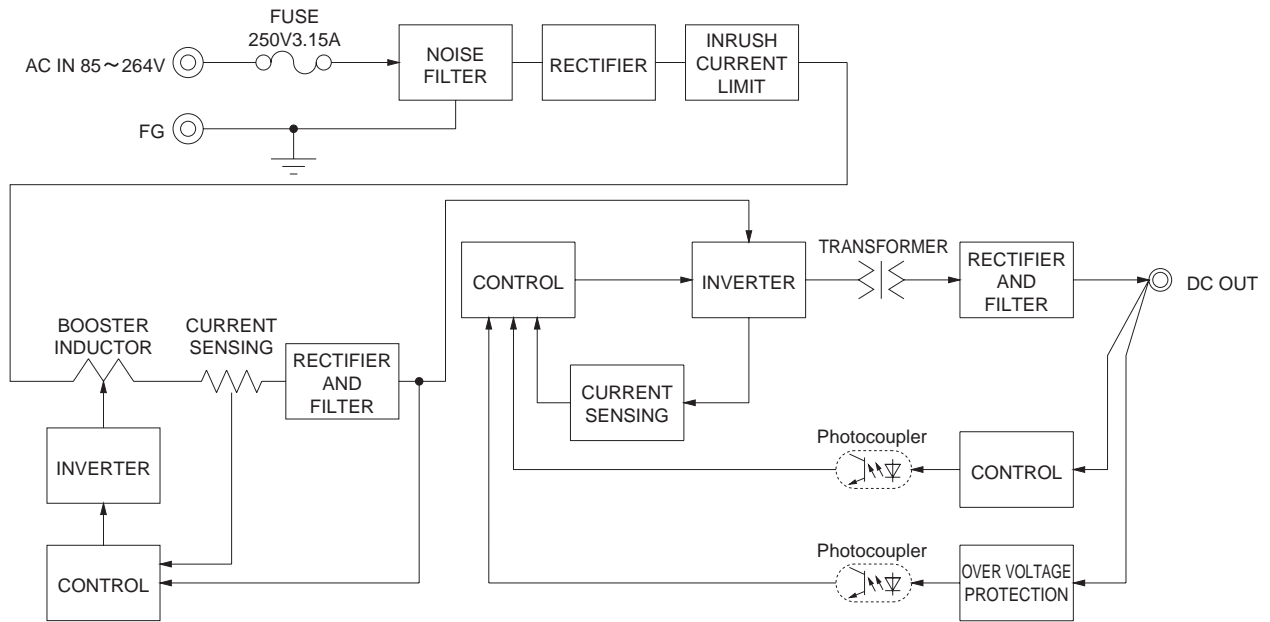 FUSE
250V3.15A
AC IN 85～264V
NOISE
FILTER
RECTIFIER
INRUSH
CURRENT
LIMIT
FG
CONTROL
INVERTER
TRANSFORMER
RECTIFIER
AND
FILTER
DC OUT
BOOSTER
INDUCTOR
CURRENT
SENSING
RECTIFIER
AND
FILTER
CURRENT
SENSING
INVERTER
Photocoupler
CONTROL
CONTROL
Photocoupler
OVER VOLTAGE
PROTECTION